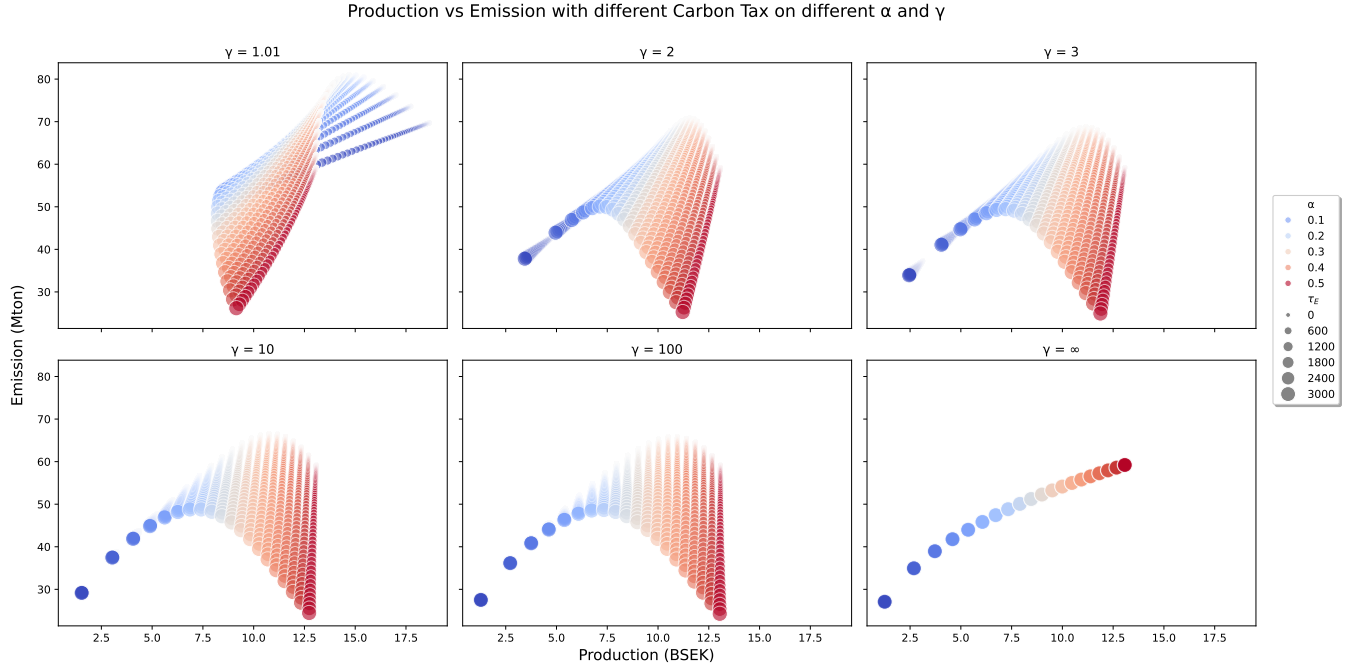 Production vs Emission with different Carbon Tax on different α and γ
γ = 1.01
γ = 2
γ = 3
80
70
60
50
40
30
γ = 10
γ = 100
γ = ∞
80
70
60
50
40
30
2.5 5.0 7.5 10.0 12.5 15.0 17.5
2.5 5.0 7.5 10.0 12.5 15.0 17.5
2.5 5.0 7.5 10.0 12.5 15.0 17.5
Emission (Mton)
Production (BSEK)
α
0.1
0.2
0.3
0.4
0.5
τE
0
600
1200
1800
2400
3000